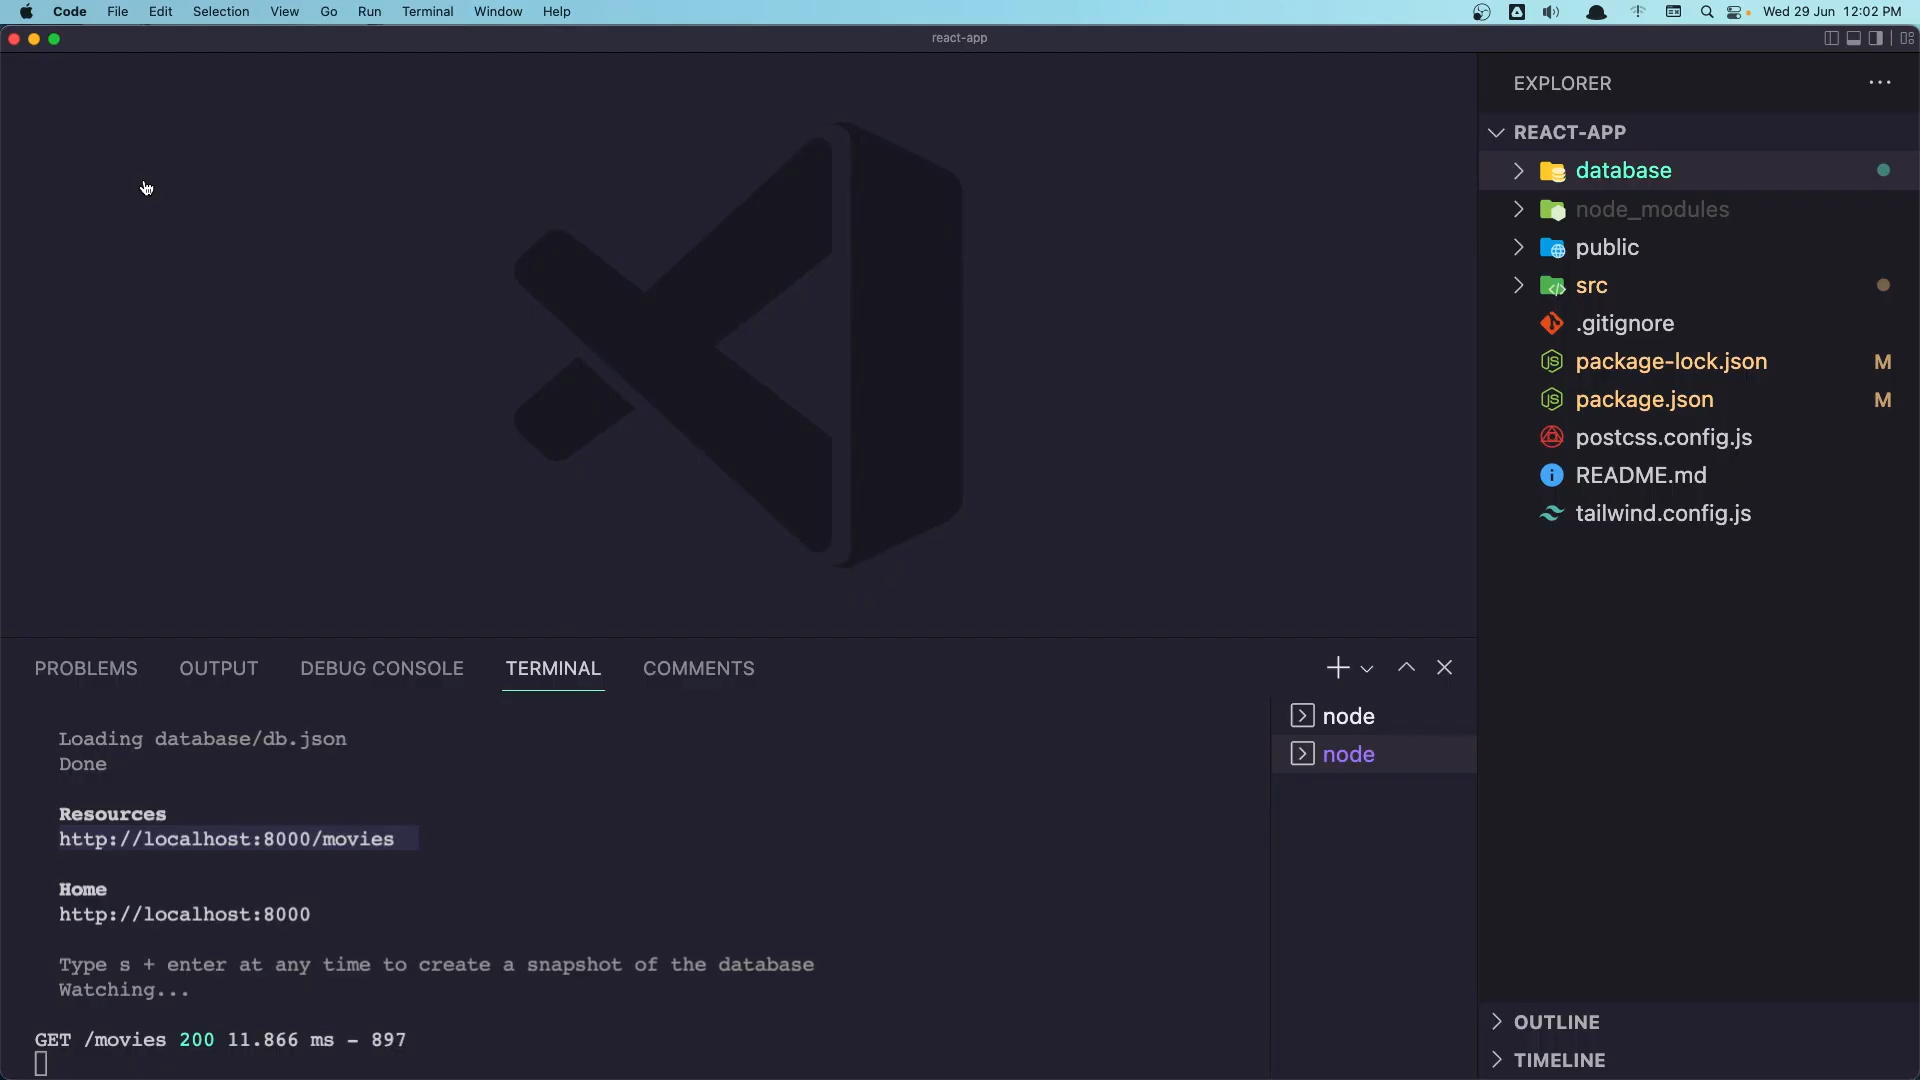 Code File Edit Selection View Go Run Terminal Window Help
Wed 29 Jun 12:02 PM
react-app
EXPLORER
REACT-APP
database
node_modules
public
src
.gitignore
package-lock.json M
package.json M
postcss.config.js
README.md
tailwind.config.js
OUTLINE
TIMELINE
PROBLEMS OUTPUT DEBUG CONSOLE TERMINAL COMMENTS
node
node
Loading database/db.json
Done
Resources
http://localhost:8000/movies
Home
http://localhost:8000
Type s + enter at any time to create a snapshot of the database
Watching...
GET /movies 200 11.866 ms - 897